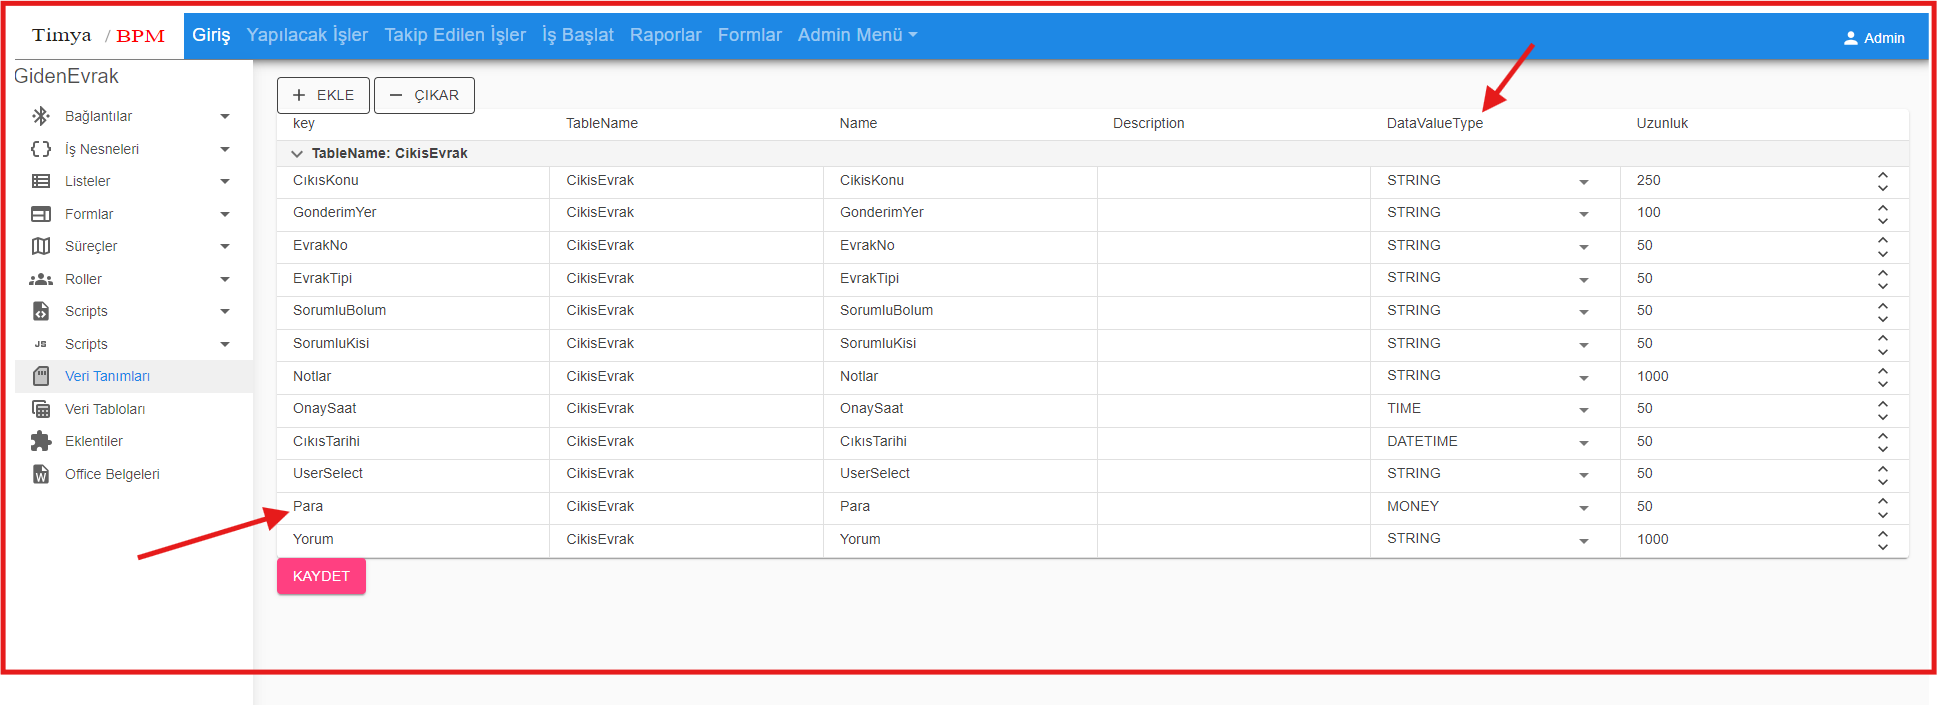 Timya / BPM Giriş Yapılacak İşler Takip Edilen İşler İş Başlat Raporlar Formlar Admin Menü Admin
GidenEvrak
Bağlantılar
İş Nesneleri
Listeler
Formlar
Süreçler
Roller
Scripts
JS Scripts
Veri Tanımları
Veri Tabloları
Eklentiler
W Office Belgeleri
+ EKLE − ÇIKAR
key TableName Name Description DataValueType Uzunluk
TableName: CikisEvrak
CıkısKonu CikisEvrak CikisKonu STRING 250
GonderimYer CikisEvrak GonderimYer STRING 100
EvrakNo CikisEvrak EvrakNo STRING 50
EvrakTipi CikisEvrak EvrakTipi STRING 50
SorumluBolum CikisEvrak SorumluBolum STRING 50
SorumluKisi CikisEvrak SorumluKisi STRING 50
Notlar CikisEvrak Notlar STRING 1000
OnaySaat CikisEvrak OnaySaat TIME 50
CıkısTarihi CikisEvrak CıkısTarihi DATETIME 50
UserSelect CikisEvrak UserSelect STRING 50
Para CikisEvrak Para MONEY 50
Yorum CikisEvrak Yorum STRING 1000
KAYDET